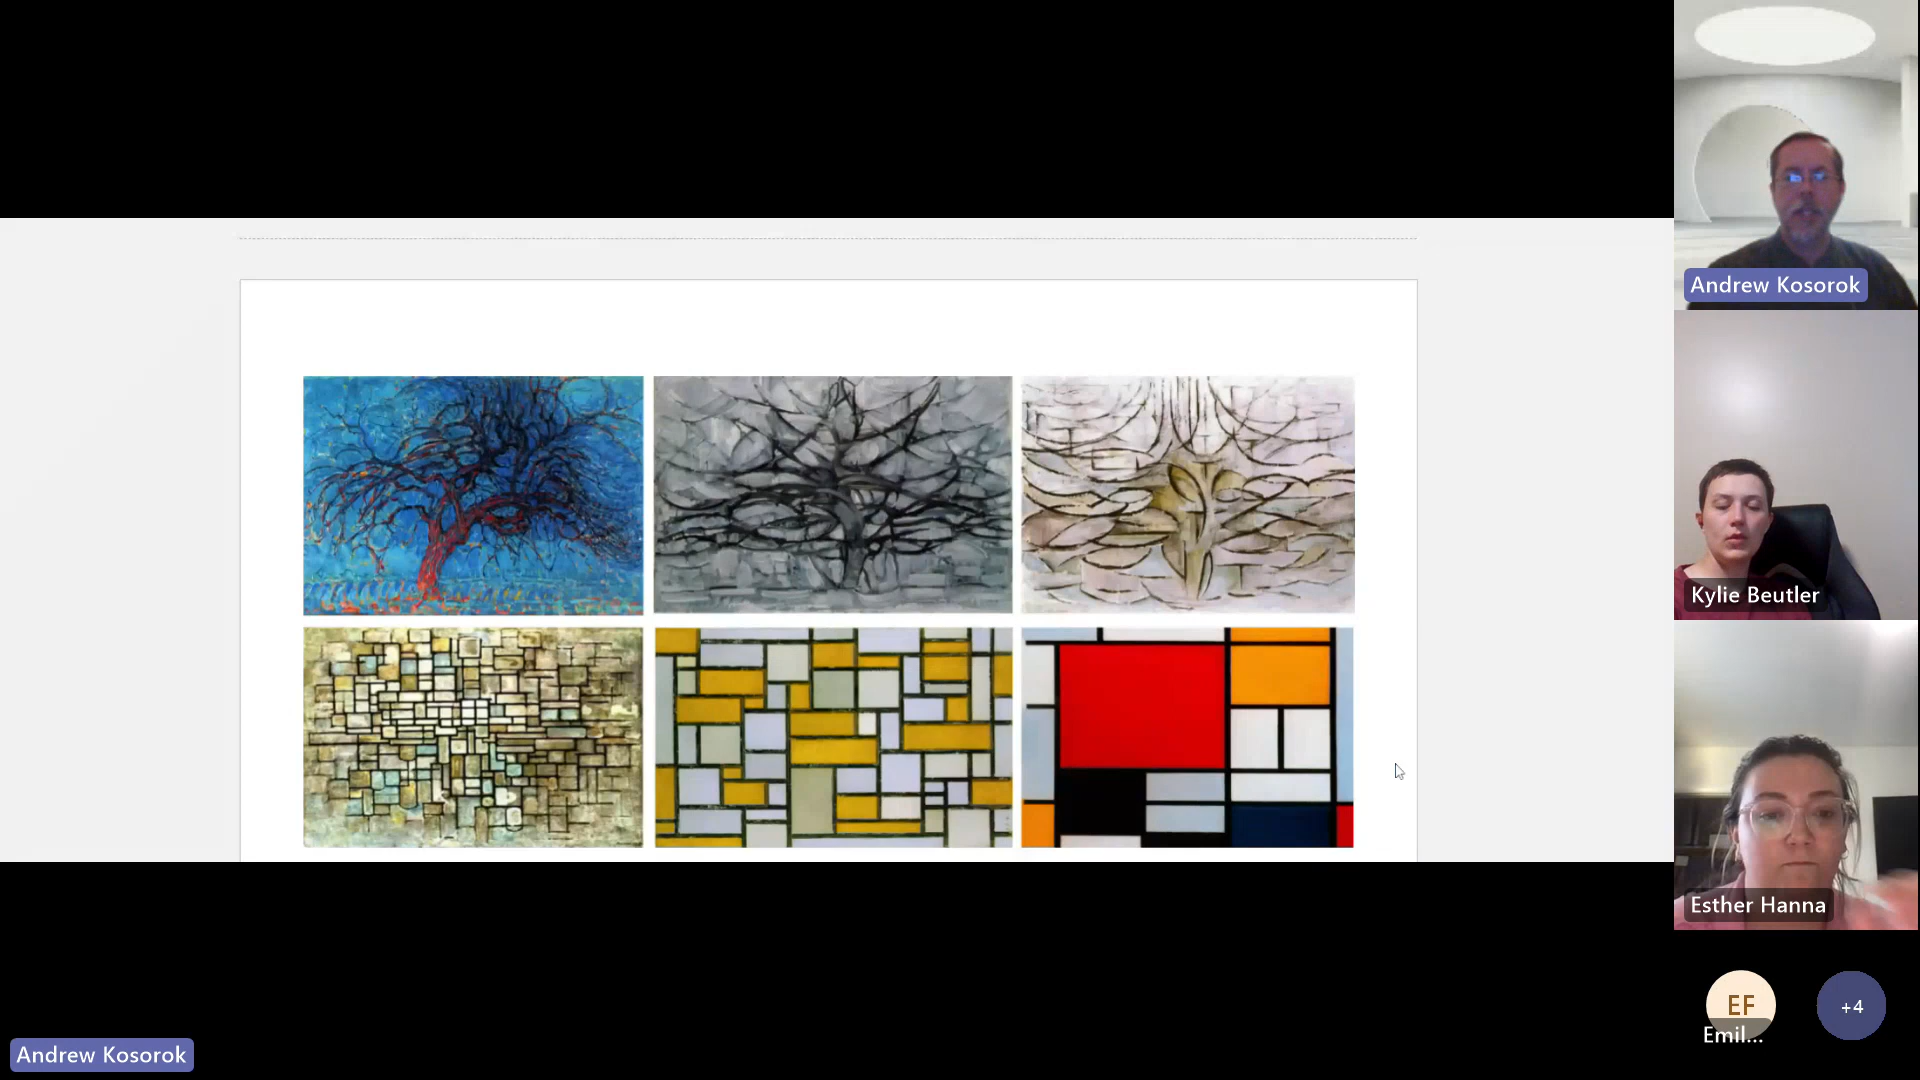 Andrew Kosorok
Kylie Beutler
Esther Hanna
EF
Emil...
+4
Andrew Kosorok